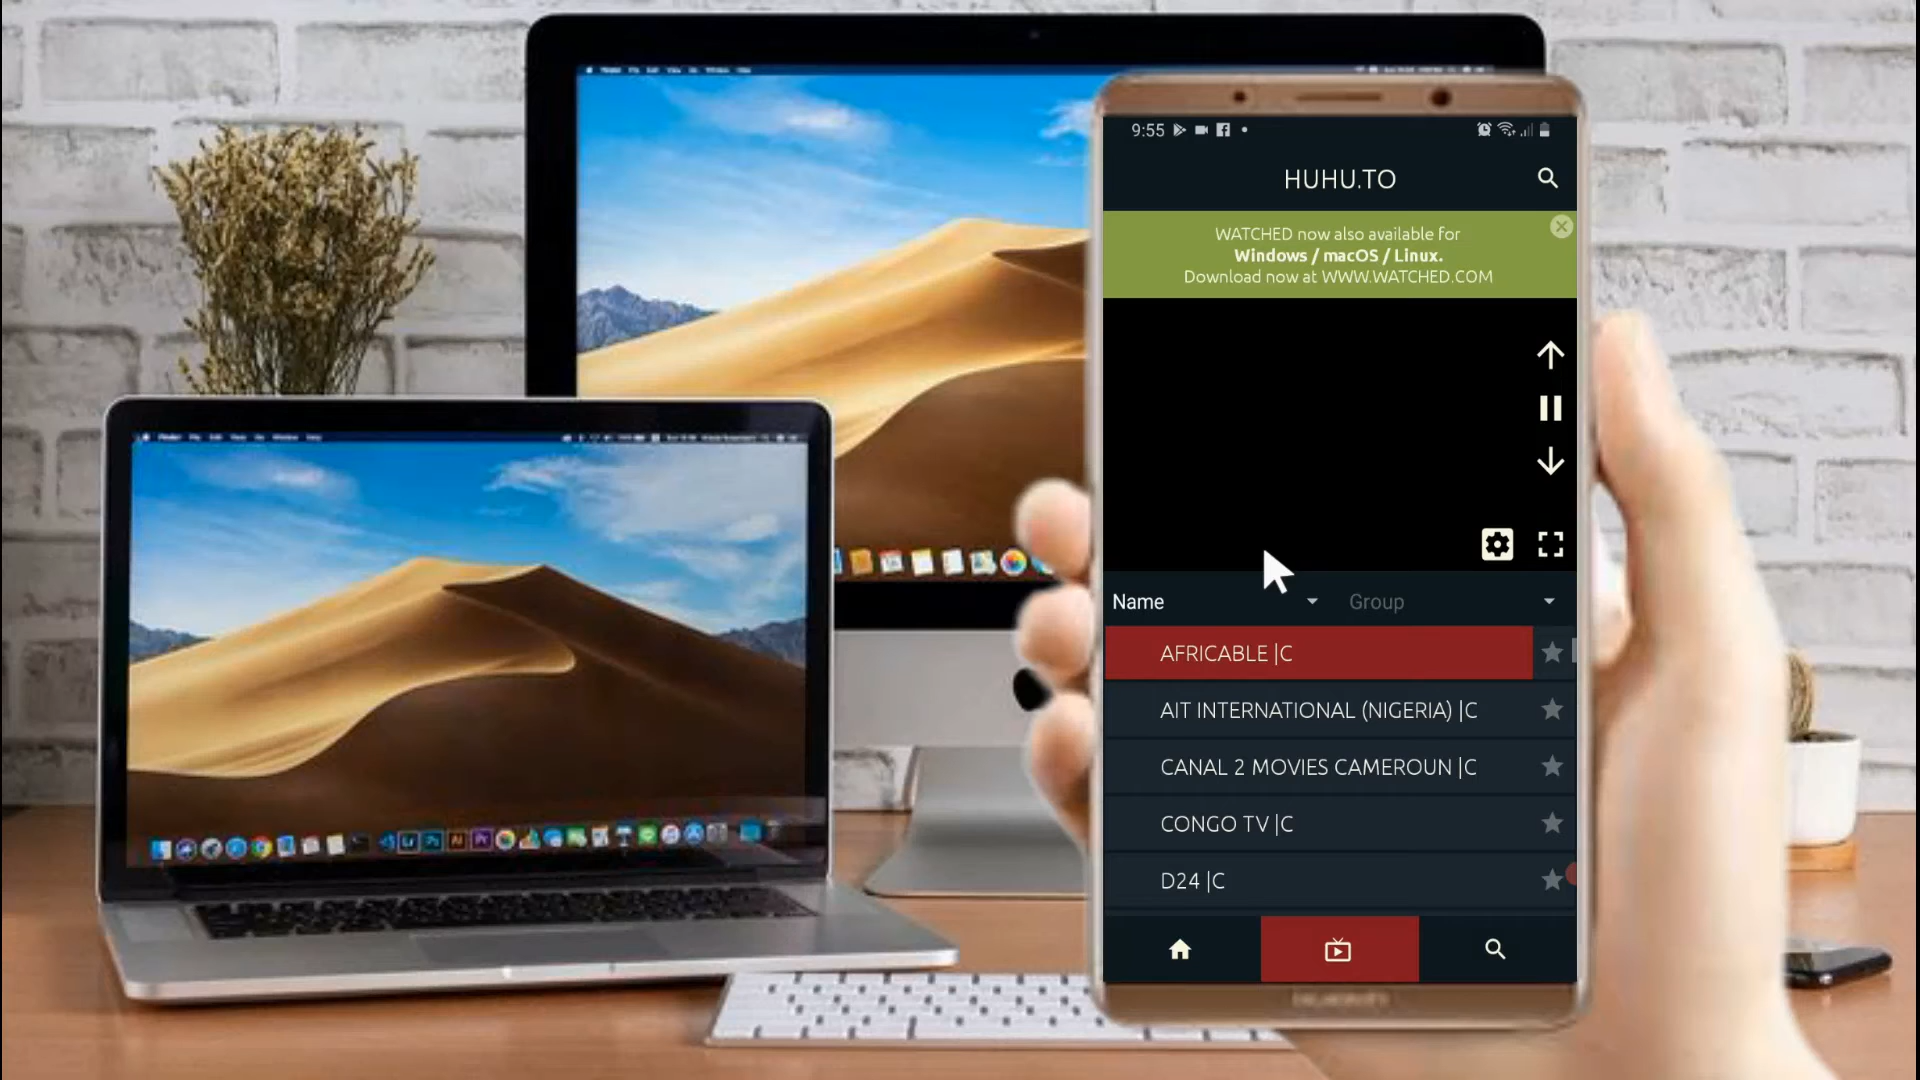 9:55
HUHU.TO
WATCHED now also available for
Windows / macOS / Linux.
Download now at WWW.WATCHED.COM
Name
Group
AFRICABLE |C
AIT INTERNATIONAL (NIGERIA) |C
CANAL 2 MOVIES CAMEROUN |C
CONGO TV |C
D24 |C